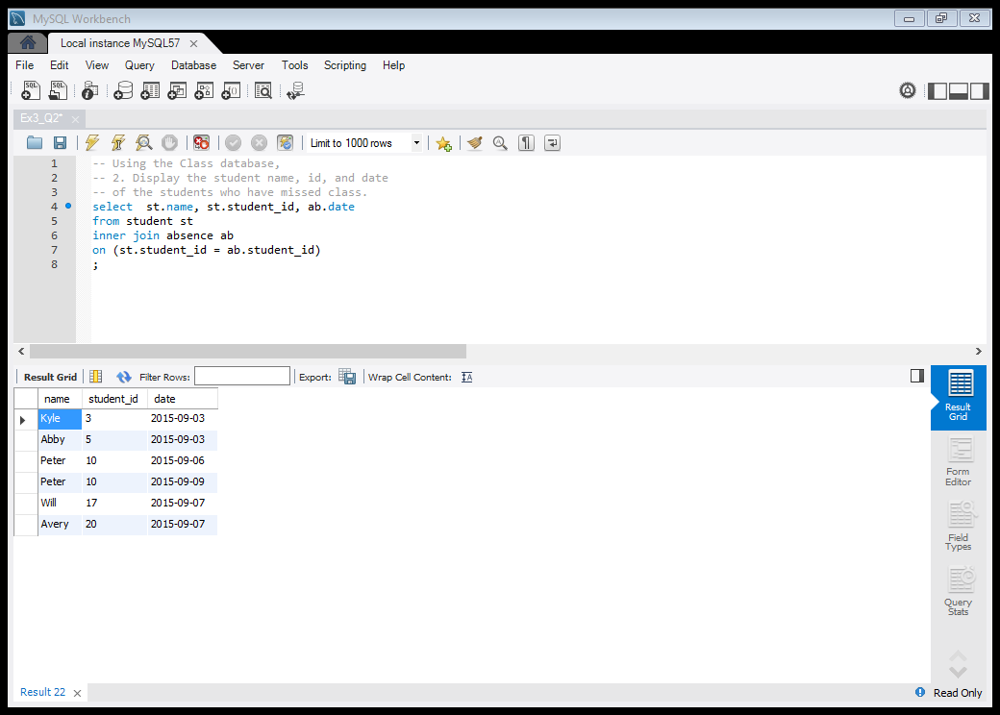 MySQL Workbench
Local instance MySQL57
File Edit View Query Database Server Tools Scripting Help
SQL SQL
Ex3_Q2*
Limit to 1000 rows
1 -- Using the Class database,
2 -- 2. Display the student name, id, and date
3 -- of the students who have missed class.
4 select  st.name, st.student_id, ab.date
5 from student st
6 inner join absence ab
7 on (st.student_id = ab.student_id)
8 ;
Result Grid Filter Rows: Export: Wrap Cell Content: IA
name student_id date
Kyle 3 2015-09-03
Abby 5 2015-09-03
Peter 10 2015-09-06
Peter 10 2015-09-09
Will 17 2015-09-07
Avery 20 2015-09-07
Result
Grid
Form
Editor
Field
Types
Query
Stats
Result 22
Read Only